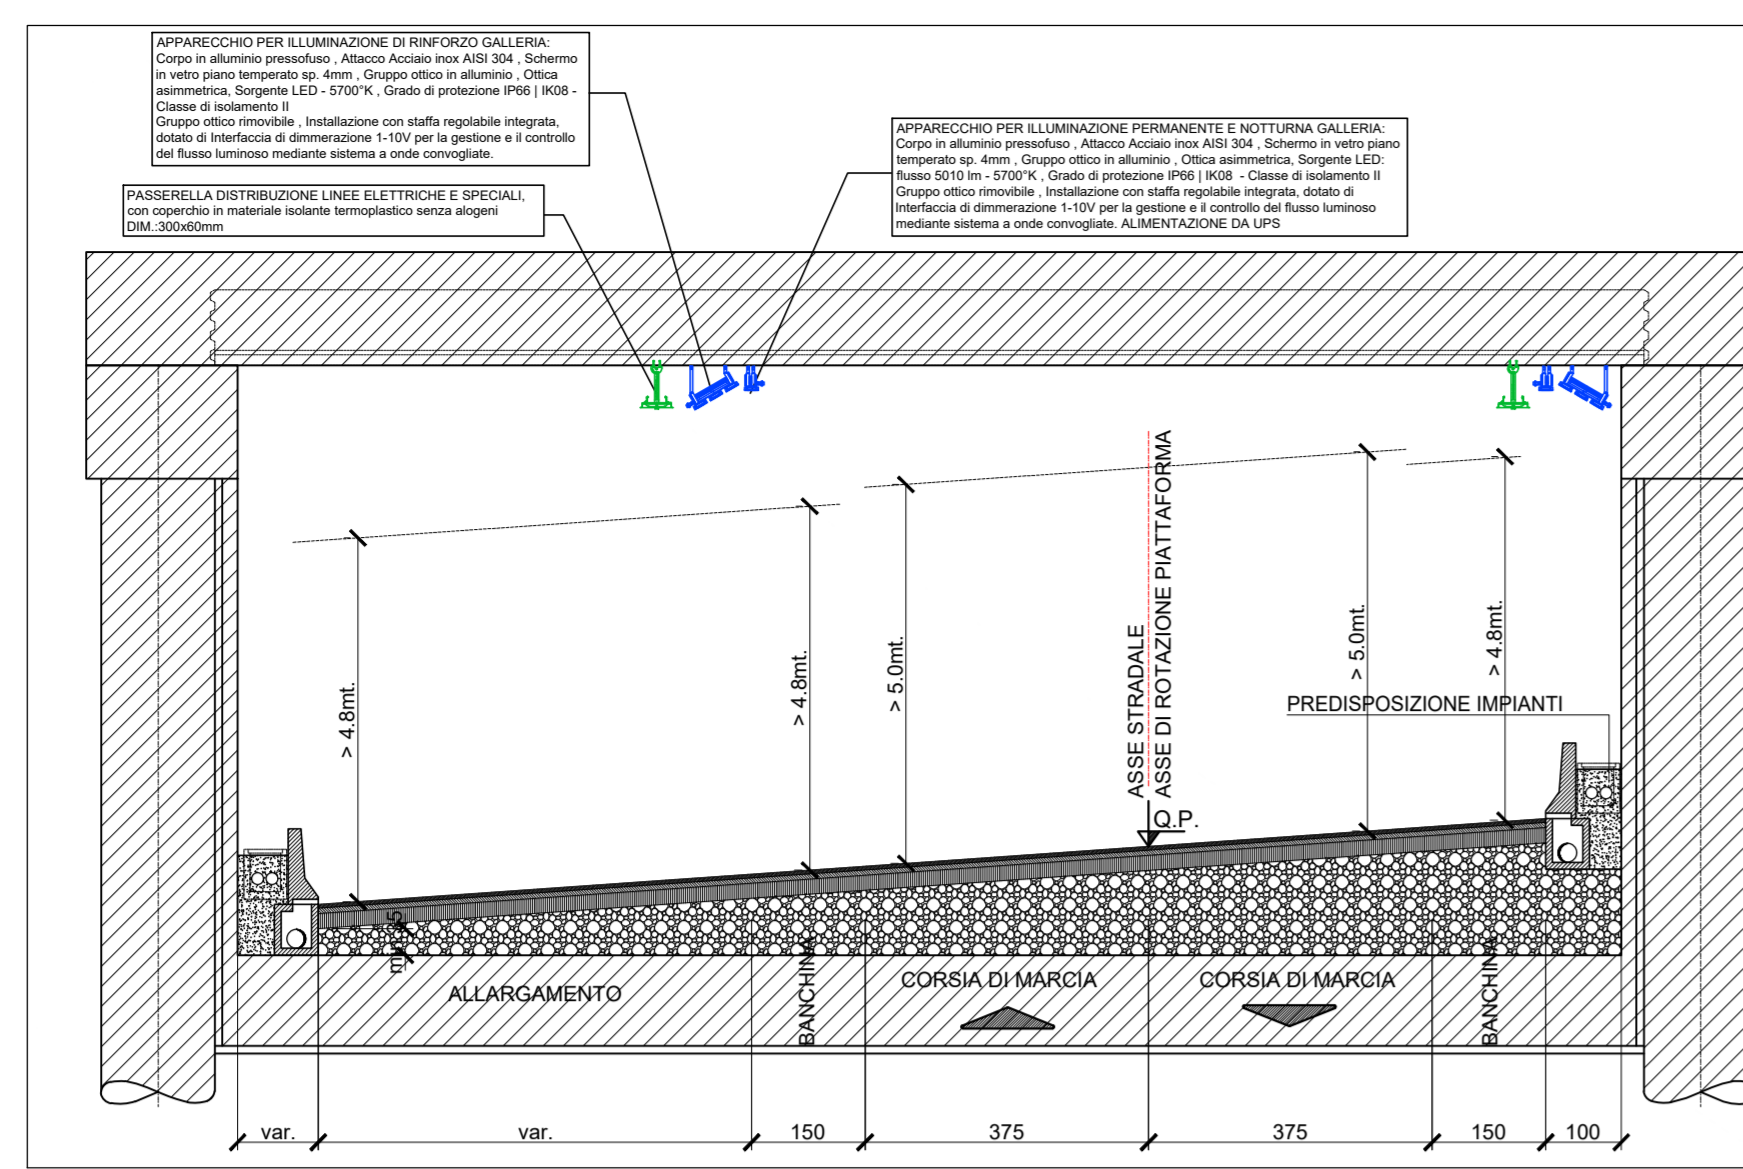 APPARECCHIO PER ILLUMINAZIONE DI RINFORZO GALLERIA:
Corpo in alluminio pressofuso , Attacco Acciaio inox AISI 304 , Schermo
in vetro piano temperato sp. 4mm , Gruppo ottico in alluminio , Ottica
asimmetrica, Sorgente LED - 5700°K , Grado di protezione IP66 | IK08 -
Classe di isolamento II
Gruppo ottico rimovibile , Installazione con staffa regolabile integrata,
dotato di Interfaccia di dimmerazione 1-10V per la gestione e il controllo
del flusso luminoso mediante sistema a onde convogliate.
APPARECCHIO PER ILLUMINAZIONE PERMANENTE E NOTTURNA GALLERIA:
Corpo in alluminio pressofuso , Attacco Acciaio inox AISI 304 , Schermo in vetro piano
temperato sp. 4mm , Gruppo ottico in alluminio , Ottica asimmetrica, Sorgente LED:
flusso 5010 lm - 5700°K , Grado di protezione IP66 | IK08 - Classe di isolamento II
Gruppo ottico rimovibile , Installazione con staffa regolabile integrata, dotato di
Interfaccia di dimmerazione 1-10V per la gestione e il controllo del flusso luminoso
mediante sistema a onde convogliate. ALIMENTAZIONE DA UPS
PASSERELLA DISTRIBUZIONE LINEE ELETTRICHE E SPECIALI,
con coperchio in materiale isolante termoplastico senza alogeni
DIM.:300x60mm
> 4.8mt.
> 4.8mt.
> 5.0mt.
ASSE STRADALE
ASSE DI ROTAZIONE PIATTAFORMA
> 5.0mt.
> 4.8mt.
PREDISPOSIZIONE IMPIANTI
Q.P.
ALLARGAMENTO
BANCHINA
CORSIA DI MARCIA
CORSIA DI MARCIA
BANCHINA
var.
var.
150
375
375
150
100